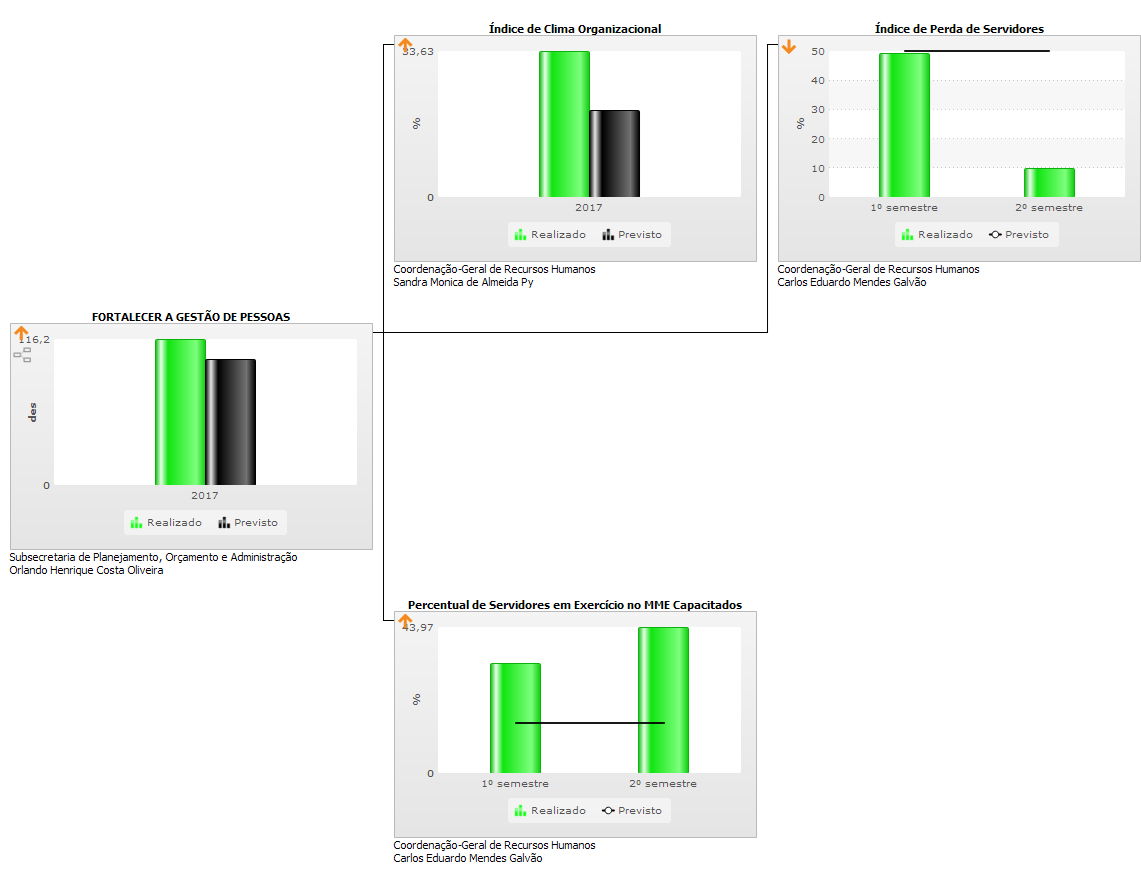 Índice de Clima Organizacional
33,63
%
0
2017
Realizado Previsto
Coordenação-Geral de Recursos Humanos
Sandra Monica de Almeida Py
Índice de Perda de Servidores
50
40
30
%
20
10
0
1º semestre 2º semestre
Realizado Previsto
Coordenação-Geral de Recursos Humanos
Carlos Eduardo Mendes Galvão
FORTALECER A GESTÃO DE PESSOAS
116,2
des
0
2017
Realizado Previsto
Subsecretaria de Planejamento, Orçamento e Administração
Orlando Henrique Costa Oliveira
Percentual de Servidores em Exercício no MME Capacitados
43,97
%
0
1º semestre 2º semestre
Realizado Previsto
Coordenação-Geral de Recursos Humanos
Carlos Eduardo Mendes Galvão